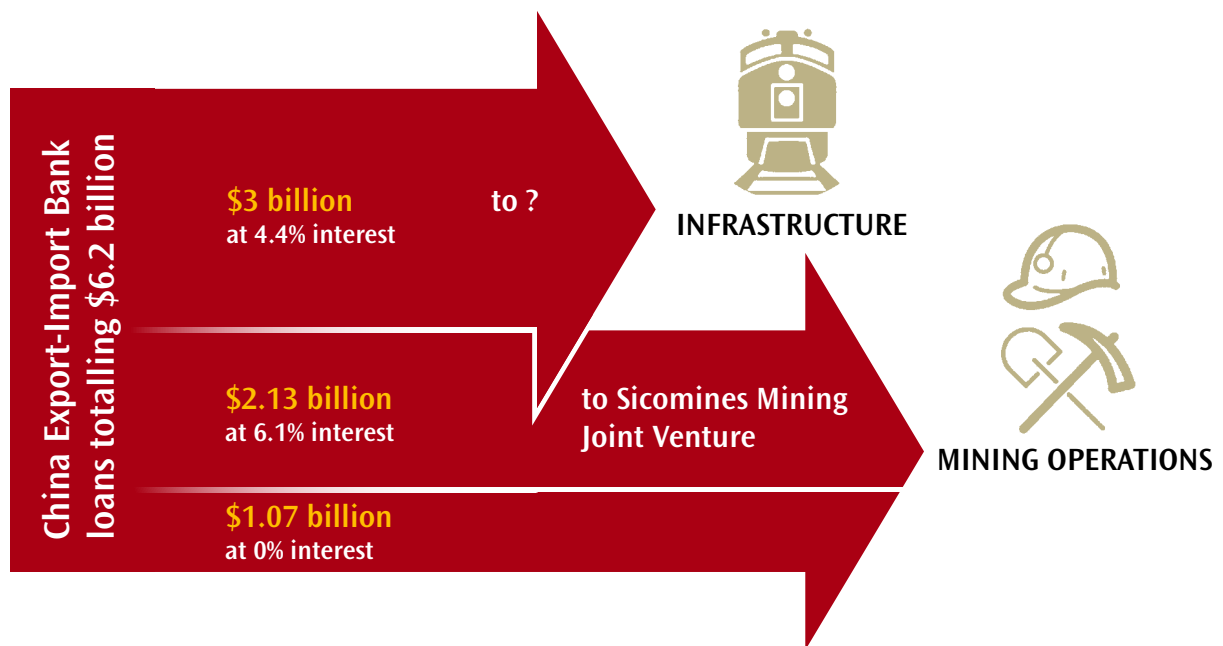 China Export-Import Bank
loans totalling $6.2 billion
$3 billion
at 4.4% interest
to ?
INFRASTRUCTURE
$2.13 billion
at 6.1% interest
to Sicomines Mining
Joint Venture
MINING OPERATIONS
$1.07 billion
at 0% interest